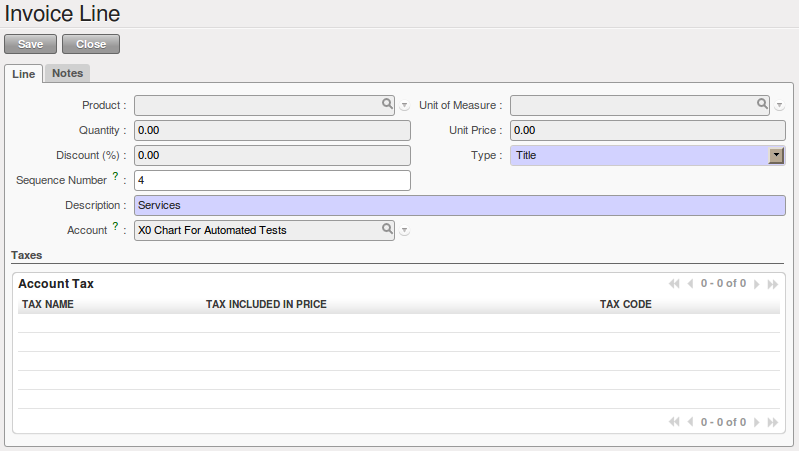 Invoice Line
Save Close
Line Notes
Product : Unit of Measure :
Quantity : 0.00 Unit Price : 0.00
Discount (%) : 0.00 Type : Title
Sequence Number ? : 4
Description : Services
Account ? : X0 Chart For Automated Tests
Taxes
Account Tax 0 - 0 of 0
TAX NAME TAX INCLUDED IN PRICE TAX CODE
0 - 0 of 0